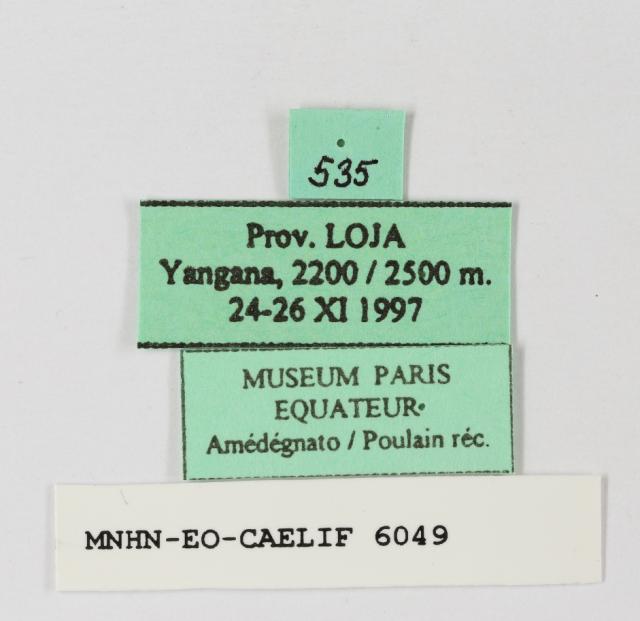 535
Prov. LOJA
Yangana, 2200 / 2500 m.
24-26 XI 1997
MUSEUM PARIS
EQUATEUR
Amédégnato / Poulain réc.
MNHN-EO-CAELIF 6049